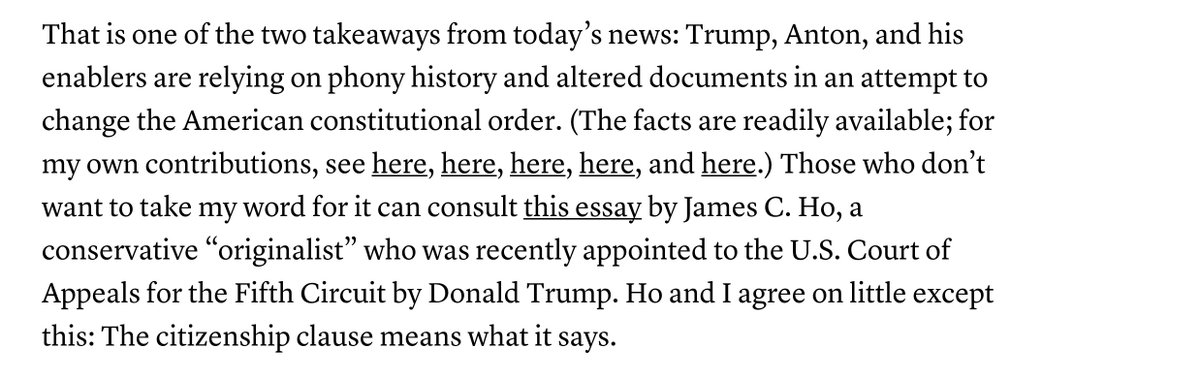 That is one of the two takeaways from today’s news: Trump, Anton, and his
enablers are relying on phony history and altered documents in an attempt to
change the American constitutional order. (The facts are readily available; for
my own contributions, see here, here, here, here, and here.) Those who don’t
want to take my word for it can consult this essay by James C. Ho, a
conservative “originalist” who was recently appointed to the U.S. Court of
Appeals for the Fifth Circuit by Donald Trump. Ho and I agree on little except
this: The citizenship clause means what it says.